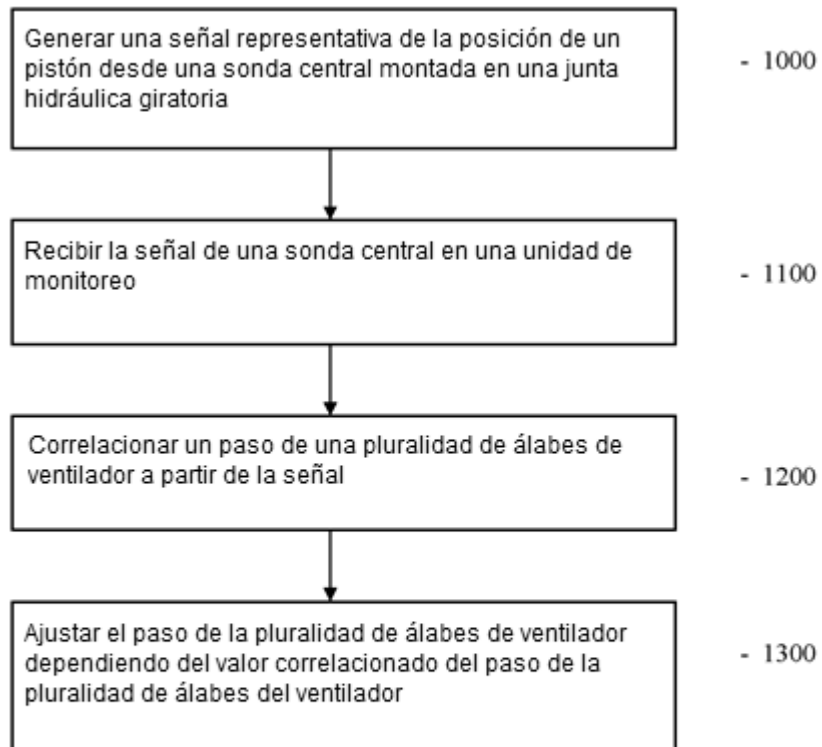 Generar una señal representativa de la posición de un
pistón desde una sonda central montada en una junta
hidráulica giratoria
- 1000
Recibir la señal de una sonda central en una unidad de
monitoreo
- 1100
Correlacionar un paso de una pluralidad de álabes de
ventilador a partir de la señal
- 1200
Ajustar el paso de la pluralidad de álabes de ventilador
dependiendo del valor correlacionado del paso de la
pluralidad de álabes del ventilador
- 1300